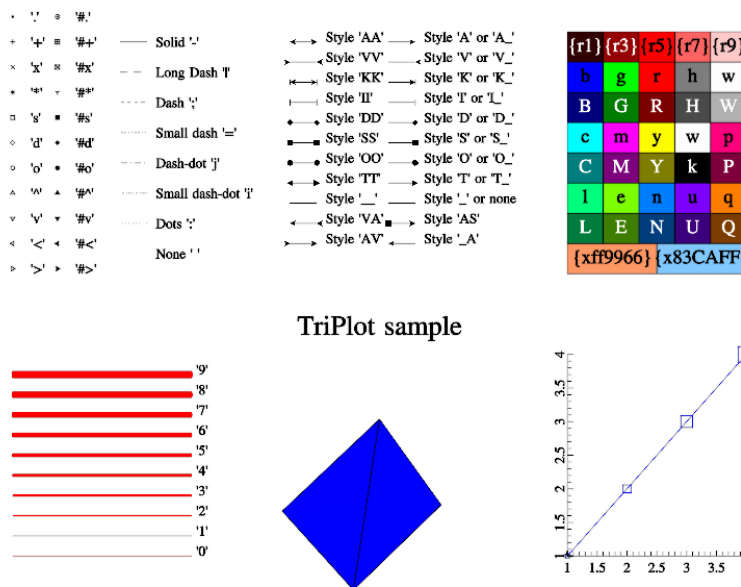 '.' '#.'
'+' '#+'
'x' '#x'
'*' '#*'
's' '#s'
'd' '#d'
'o' '#o'
'^' '#^'
'v' '#v'
'<' '#<'
'>' '#>'
Solid '-'
Long Dash '|'
Dash ';'
Small dash '='
Dash-dot 'j'
Small dash-dot 'i'
Dots ':'
None ' '
Style 'AA' Style 'A' or 'A_'
Style 'VV' Style 'V' or 'V_'
Style 'KK' Style 'K' or 'K_'
Style 'II' Style 'I' or 'I_'
Style 'DD' Style 'D' or 'D_'
Style 'SS' Style 'S' or 'S_'
Style 'OO' Style 'O' or 'O_'
Style 'TT' Style 'T' or 'T_'
Style '__' Style '_' or none
Style 'VA' Style 'AS'
Style 'AV' Style '_A'
{r1} {r3} {r5} {r7} {r9}
b g r h w
B G R H W
c m y w p
C M Y k P
l e n u q
L E N U Q
{xff9966} {x83CAFF
TriPlot sample
'9'
'8'
'7'
'6'
'5'
'4'
'3'
'2'
'1'
'0'
4
3.5
3
2.5
2
1.5
1
1 1.5 2 2.5 3 3.5